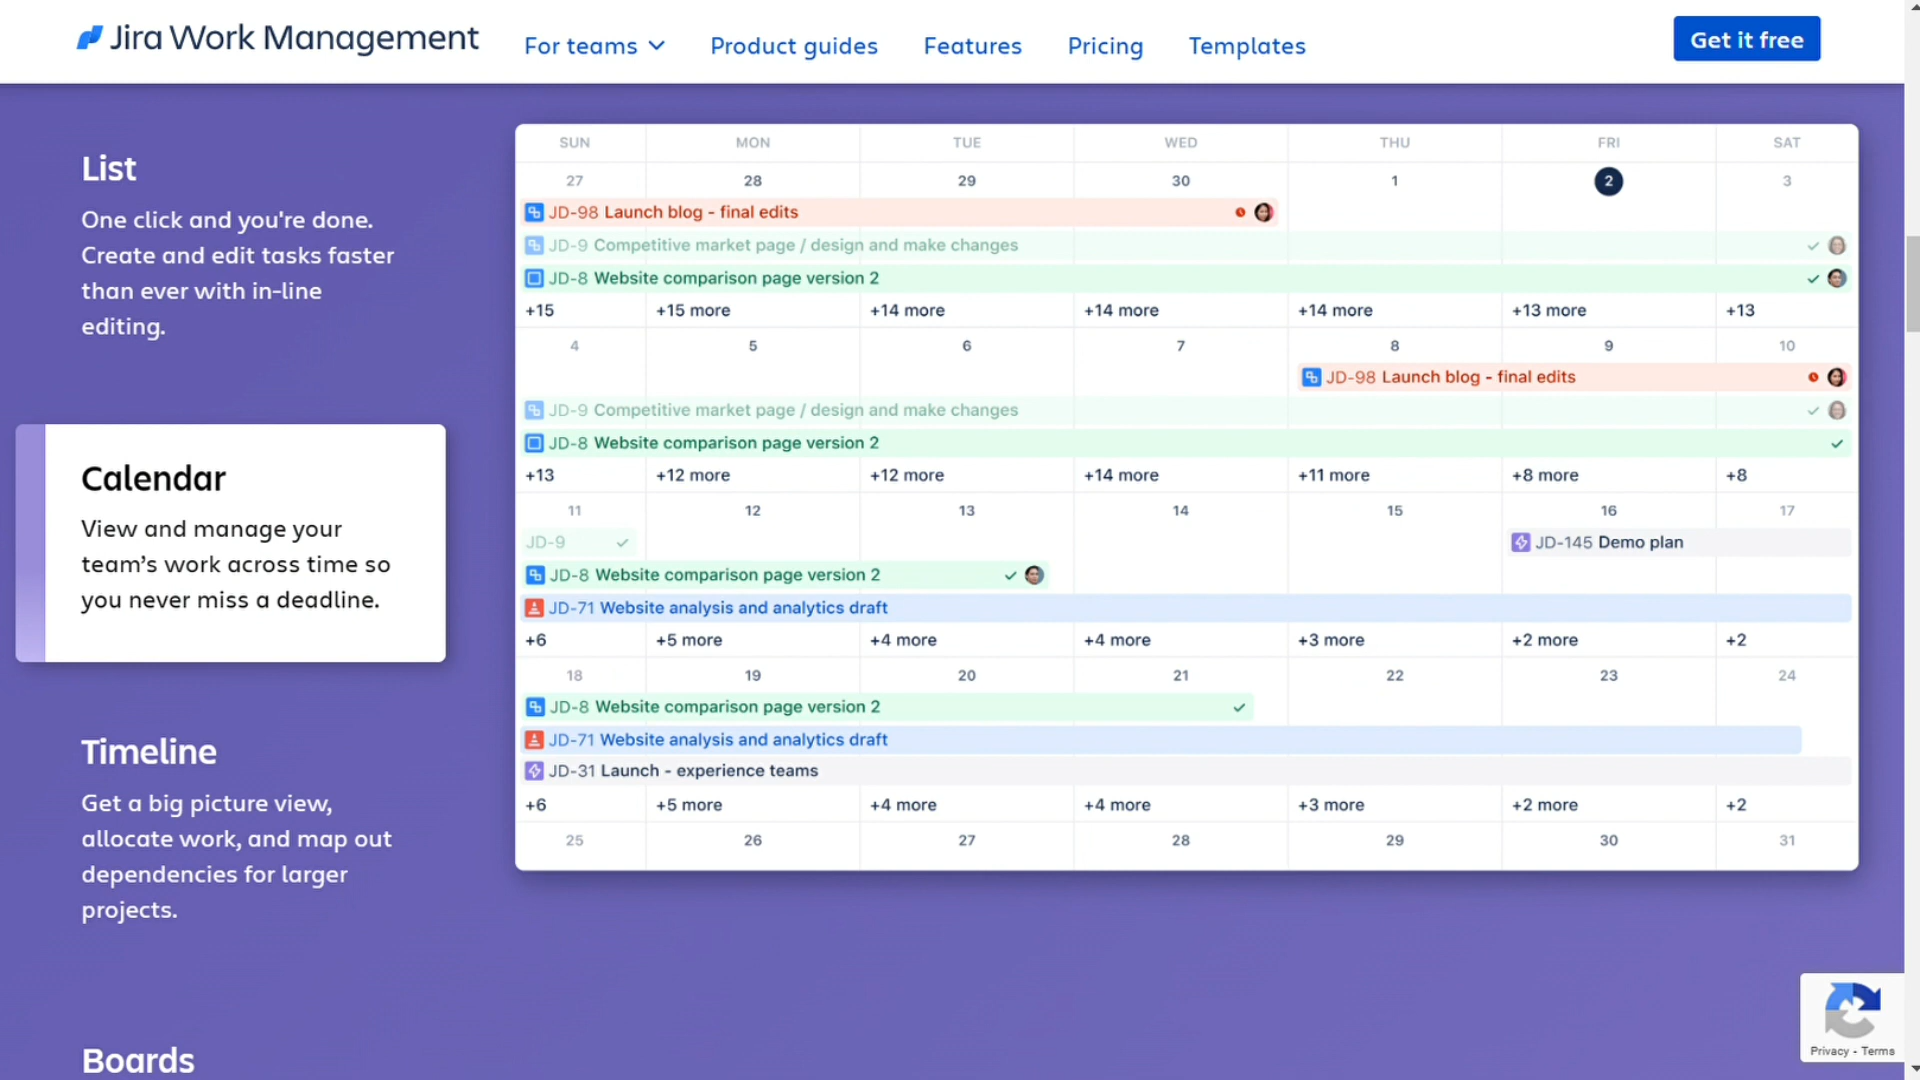 Jira Work Management
For teams
Product guides
Features
Pricing
Templates
Get it free
List
One click and you're done.
Create and edit tasks faster
than ever with in-line
editing.
Calendar
View and manage your
team’s work across time so
you never miss a deadline.
Timeline
Get a big picture view,
allocate work, and map out
dependencies for larger
projects.
Boards
SUN MON TUE WED THU FRI SAT
27 28 29 30 1 2 3
JD-98 Launch blog - final edits
JD-9 Competitive market page / design and make changes
JD-8 Website comparison page version 2
+15 +15 more +14 more +14 more +14 more +13 more +13
4 5 6 7 8 9 10
JD-98 Launch blog - final edits
JD-9 Competitive market page / design and make changes
JD-8 Website comparison page version 2
+13 +12 more +12 more +14 more +11 more +8 more +8
11 12 13 14 15 16 17
JD-9 JD-145 Demo plan
JD-8 Website comparison page version 2
JD-71 Website analysis and analytics draft
+6 +5 more +4 more +4 more +3 more +2 more +2
18 19 20 21 22 23 24
JD-8 Website comparison page version 2
JD-71 Website analysis and analytics draft
JD-31 Launch - experience teams
+6 +5 more +4 more +4 more +3 more +2 more +2
25 26 27 28 29 30 31
Privacy - Terms